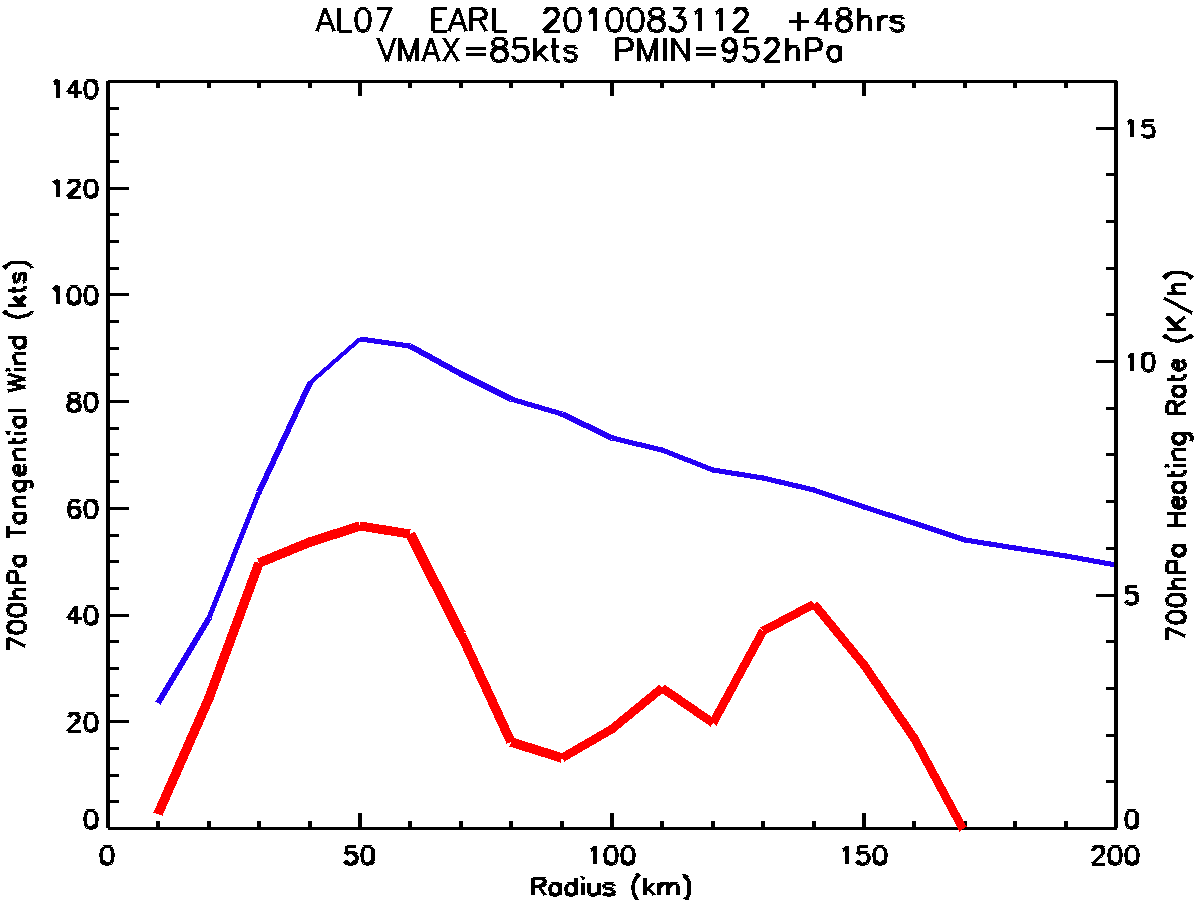 AL07 EARL 2010083112 +48hrs
VMAX=85kts PMIN=952hPa
140
120
100
80
60
40
20
0
700hPa Tangential Wind (kts)
15
10
5
0
700hPa Heating Rate (K/h)
0 50 100 150 200
Radius (km)